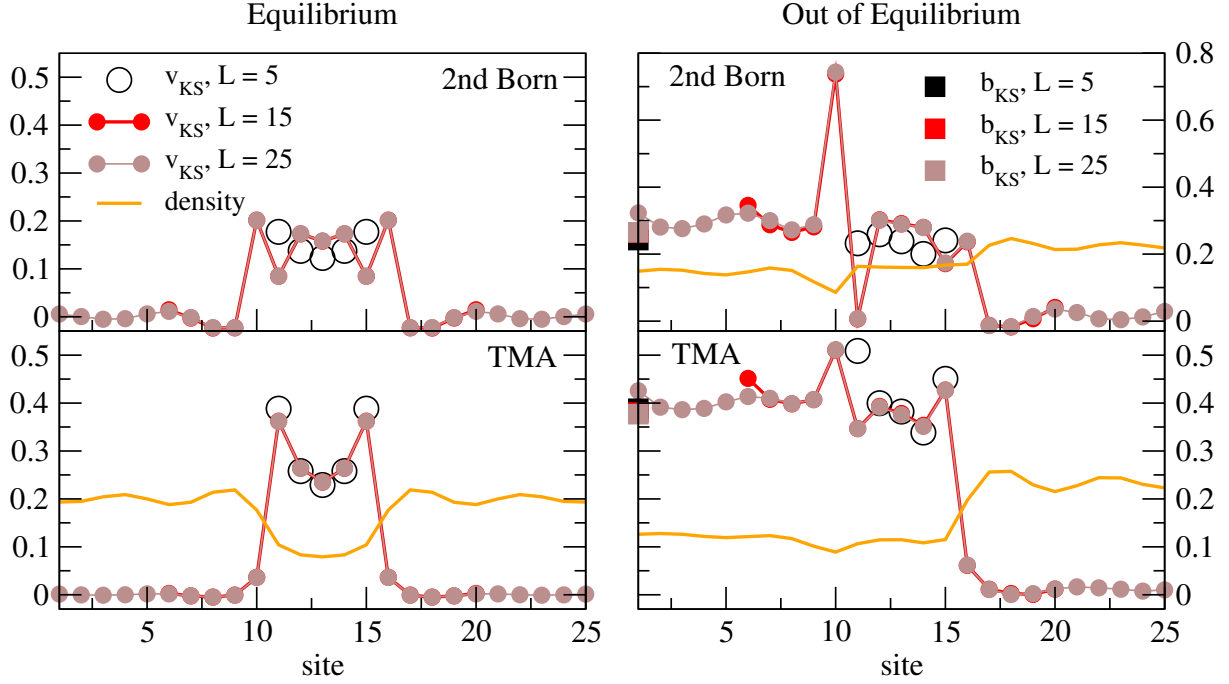 Equilibrium
Out of Equilibrium
0.5
0.4
0.3
0.2
0.1
0
v_KS, L = 5
v_KS, L = 15
v_KS, L = 25
density
2nd Born
2nd Born
b_KS, L = 5
b_KS, L = 15
b_KS, L = 25
0.8
0.6
0.4
0.2
0
0.5
0.4
0.3
0.2
0.1
0
TMA
TMA
0.5
0.4
0.3
0.2
0.1
0
5 10 15 20 25
site
5 10 15 20 25
site